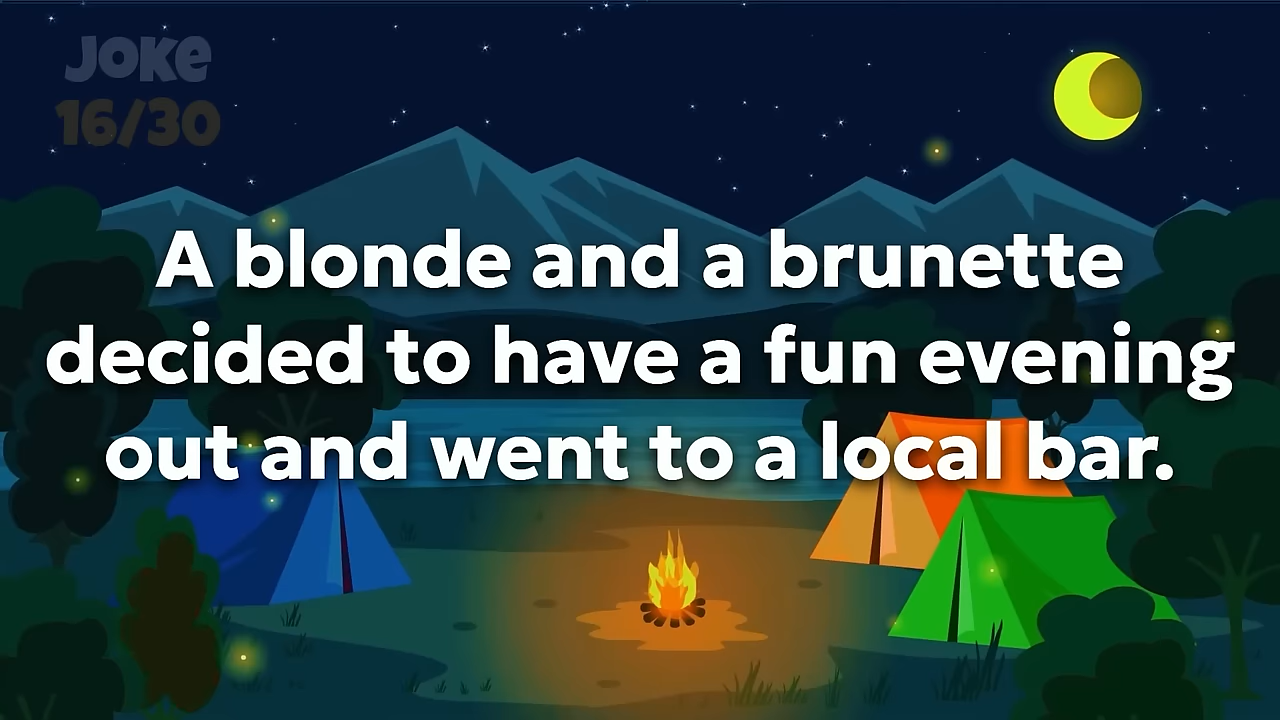 Joke
16/30
A blonde and a brunette
decided to have a fun evening
out and went to a local bar.